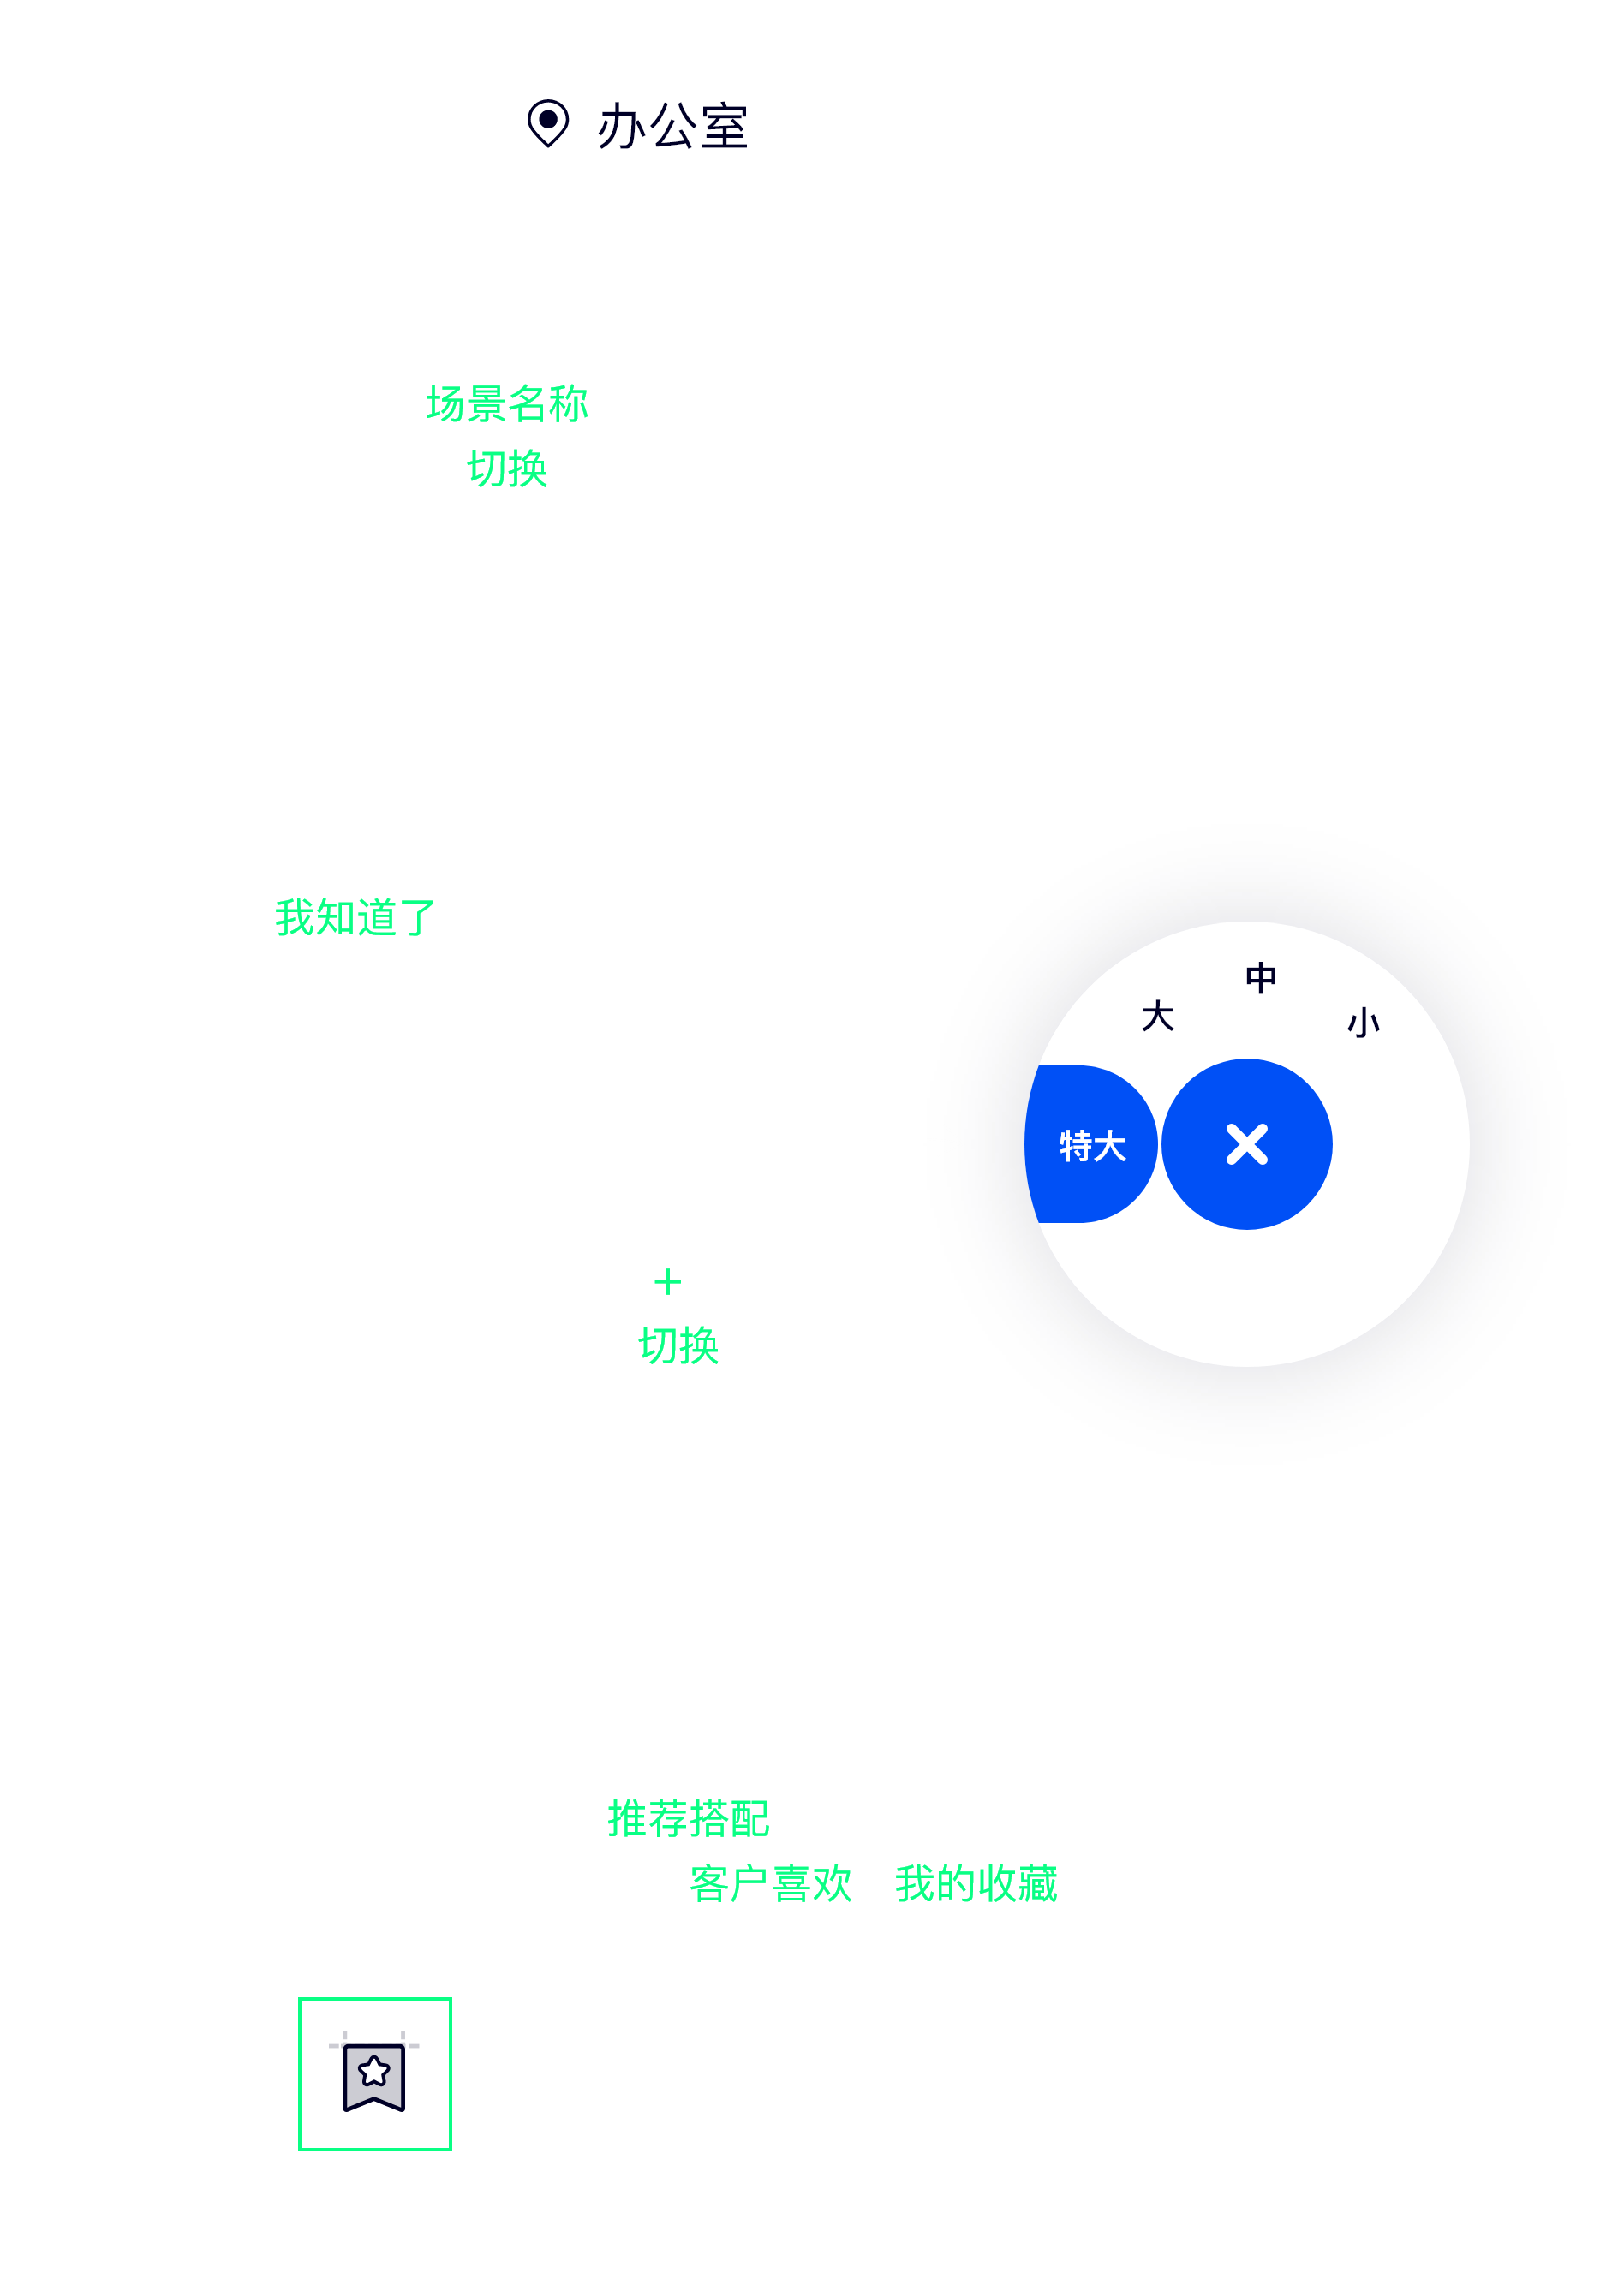 办公室
场景名称
切换
我知道了
中
大
小
特大
+
切换
推荐搭配
客户喜欢 我的收藏